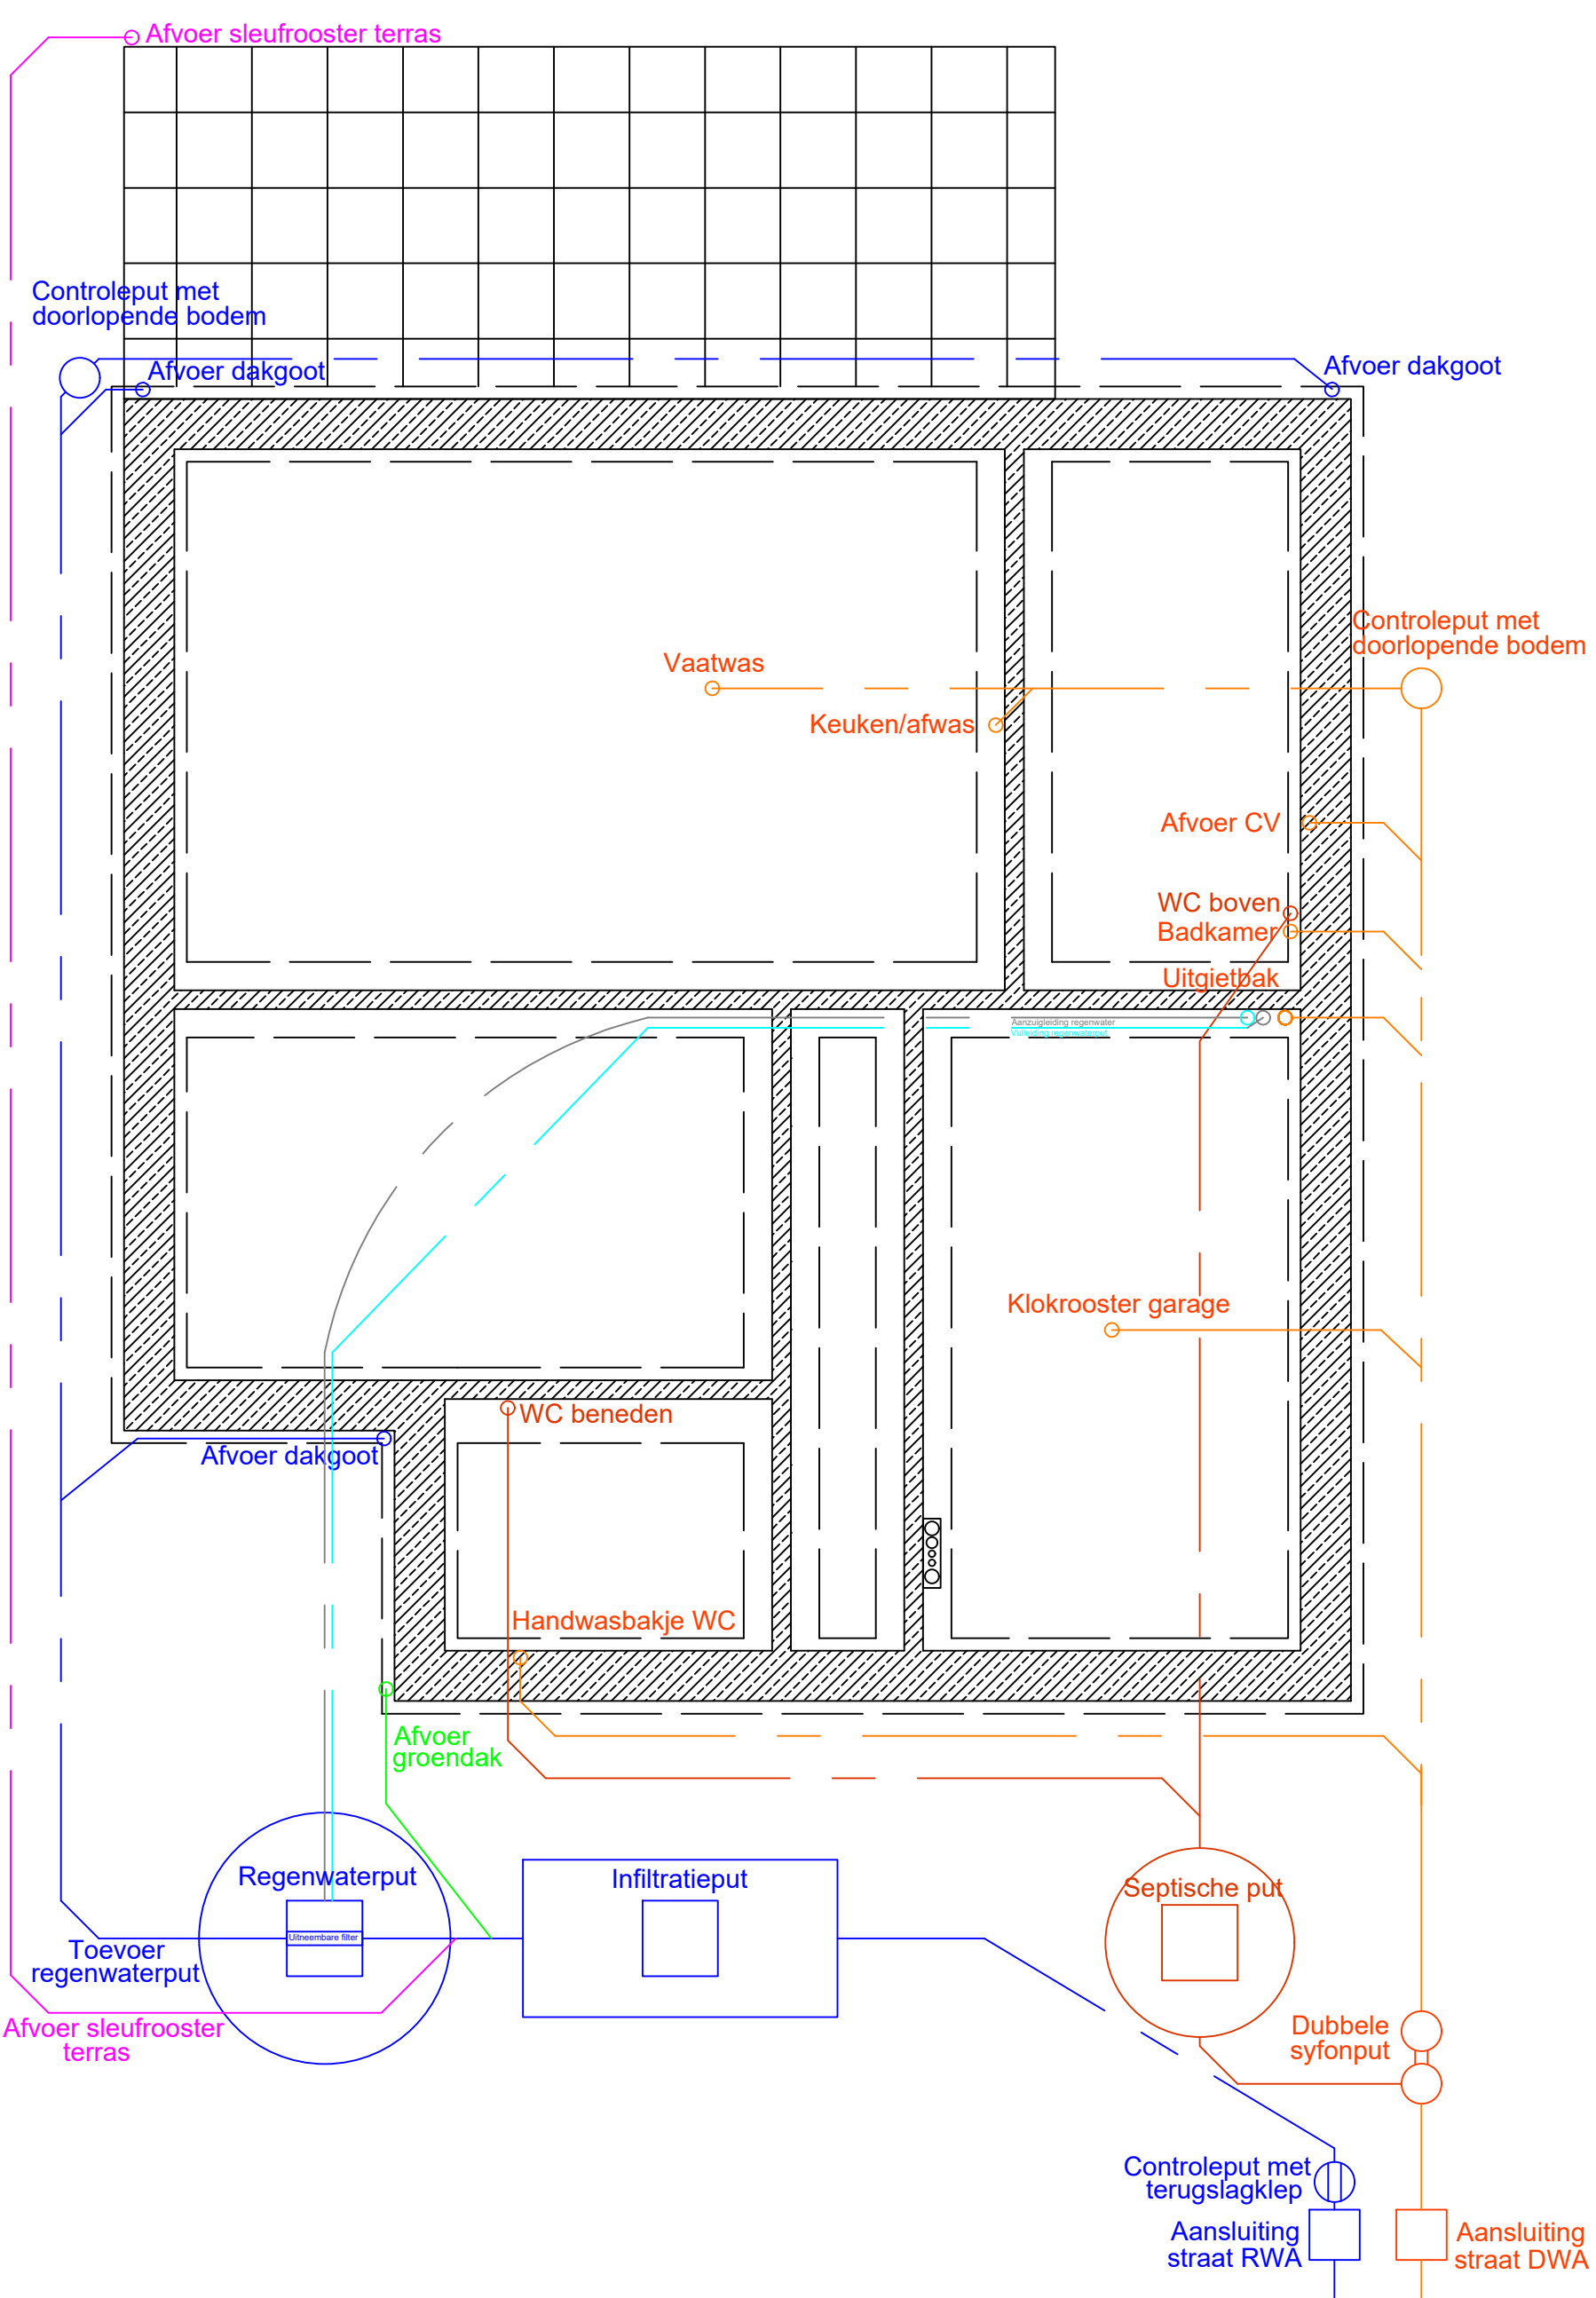 Afvoer sleufrooster terras
Controleput met
doorlopende bodem
Afvoer dakgoot
Afvoer dakgoot
Controleput met
doorlopende bodem
Vaatwas
Keuken/afwas
Afvoer CV
WC boven
Badkamer
Uitgietbak
Aanzuigleiding regenwater
Vulleiding regenwaterput
Klokrooster garage
WC beneden
Afvoer dakgoot
Handwasbakje WC
Afvoer
groendak
Regenwaterput
Infiltratieput
Septische put
Uitneembare filter
Toevoer
regenwaterput
Afvoer sleufrooster
terras
Dubbele
syfonput
Controleput met
terugslagklep
Aansluiting
straat RWA
Aansluiting
straat DWA